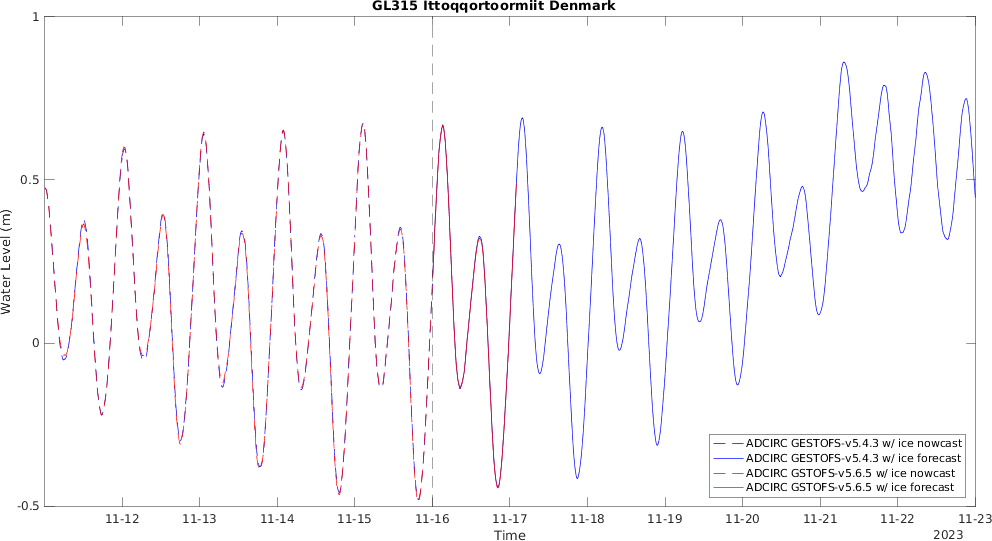 GL315 Ittoqqortoormiit Denmark
1
0.5
0
-0.5
Water Level (m)
ADCIRC GESTOFS-v5.4.3 w/ ice nowcast
ADCIRC GESTOFS-v5.4.3 w/ ice forecast
ADCIRC GSTOFS-v5.6.5 w/ ice nowcast
ADCIRC GSTOFS-v5.6.5 w/ ice forecast
11-12 11-13 11-14 11-15 11-16 11-17 11-18 11-19 11-20 11-21 11-22 11-23
Time
2023